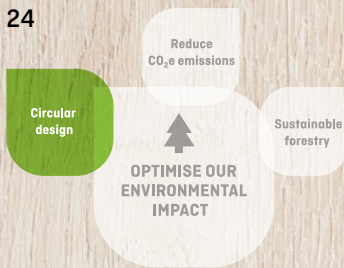 24
Reduce
CO₂e emissions
Circular
design
Sustainable
forestry
OPTIMISE OUR
ENVIRONMENTAL
IMPACT